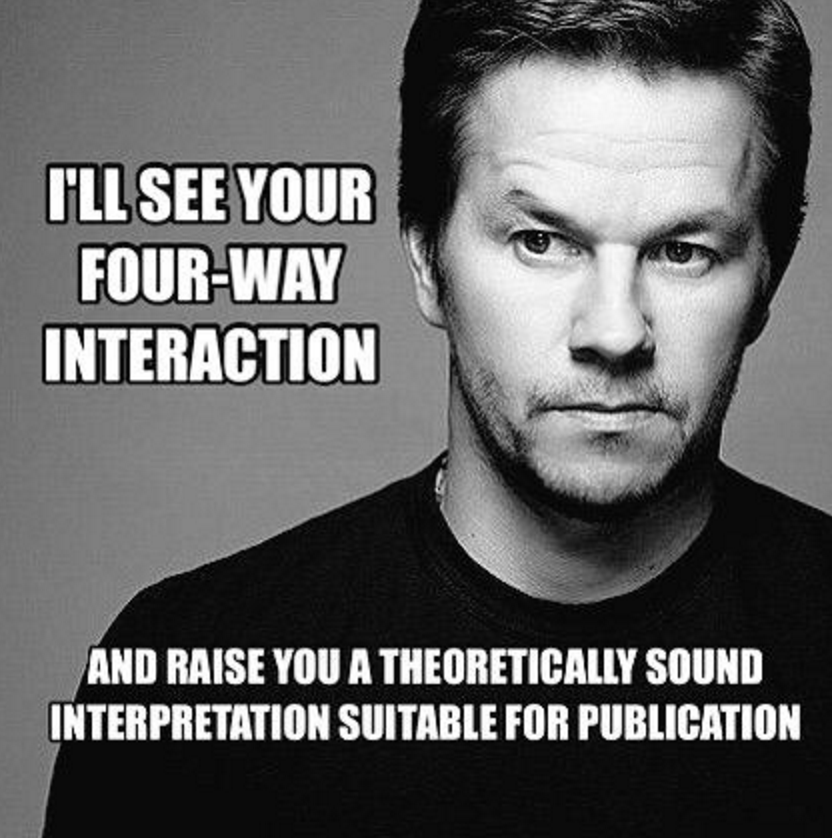 I'LL SEE YOUR
FOUR-WAY
INTERACTION
AND RAISE YOU A THEORETICALLY SOUND
INTERPRETATION SUITABLE FOR PUBLICATION